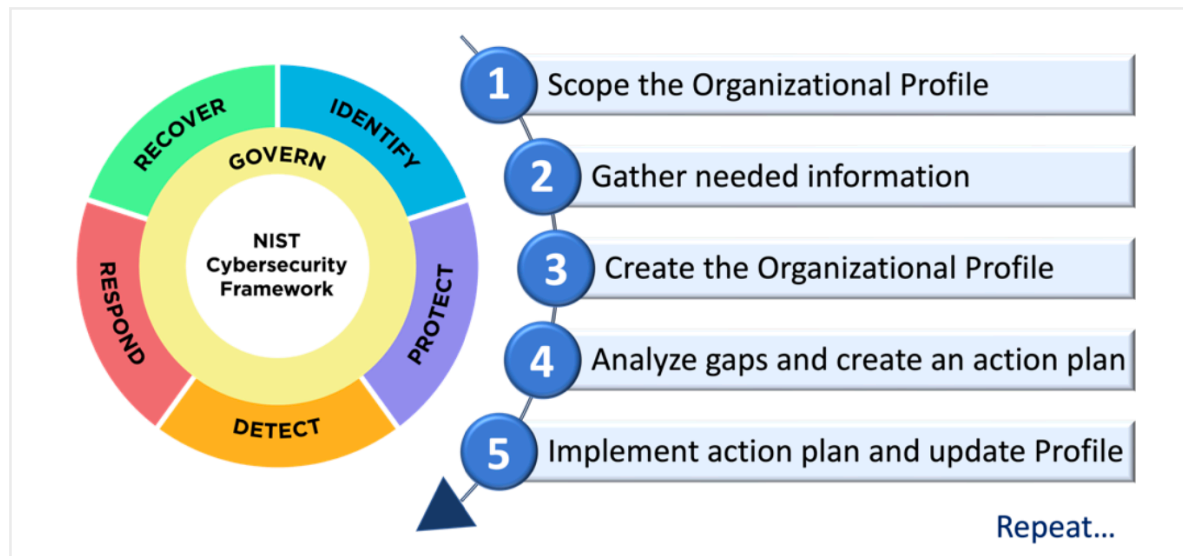 RECOVER
IDENTIFY
GOVERN
NIST
Cybersecurity
Framework
RESPOND
PROTECT
DETECT
1 Scope the Organizational Profile
2 Gather needed information
3 Create the Organizational Profile
4 Analyze gaps and create an action plan
5 Implement action plan and update Profile
Repeat...